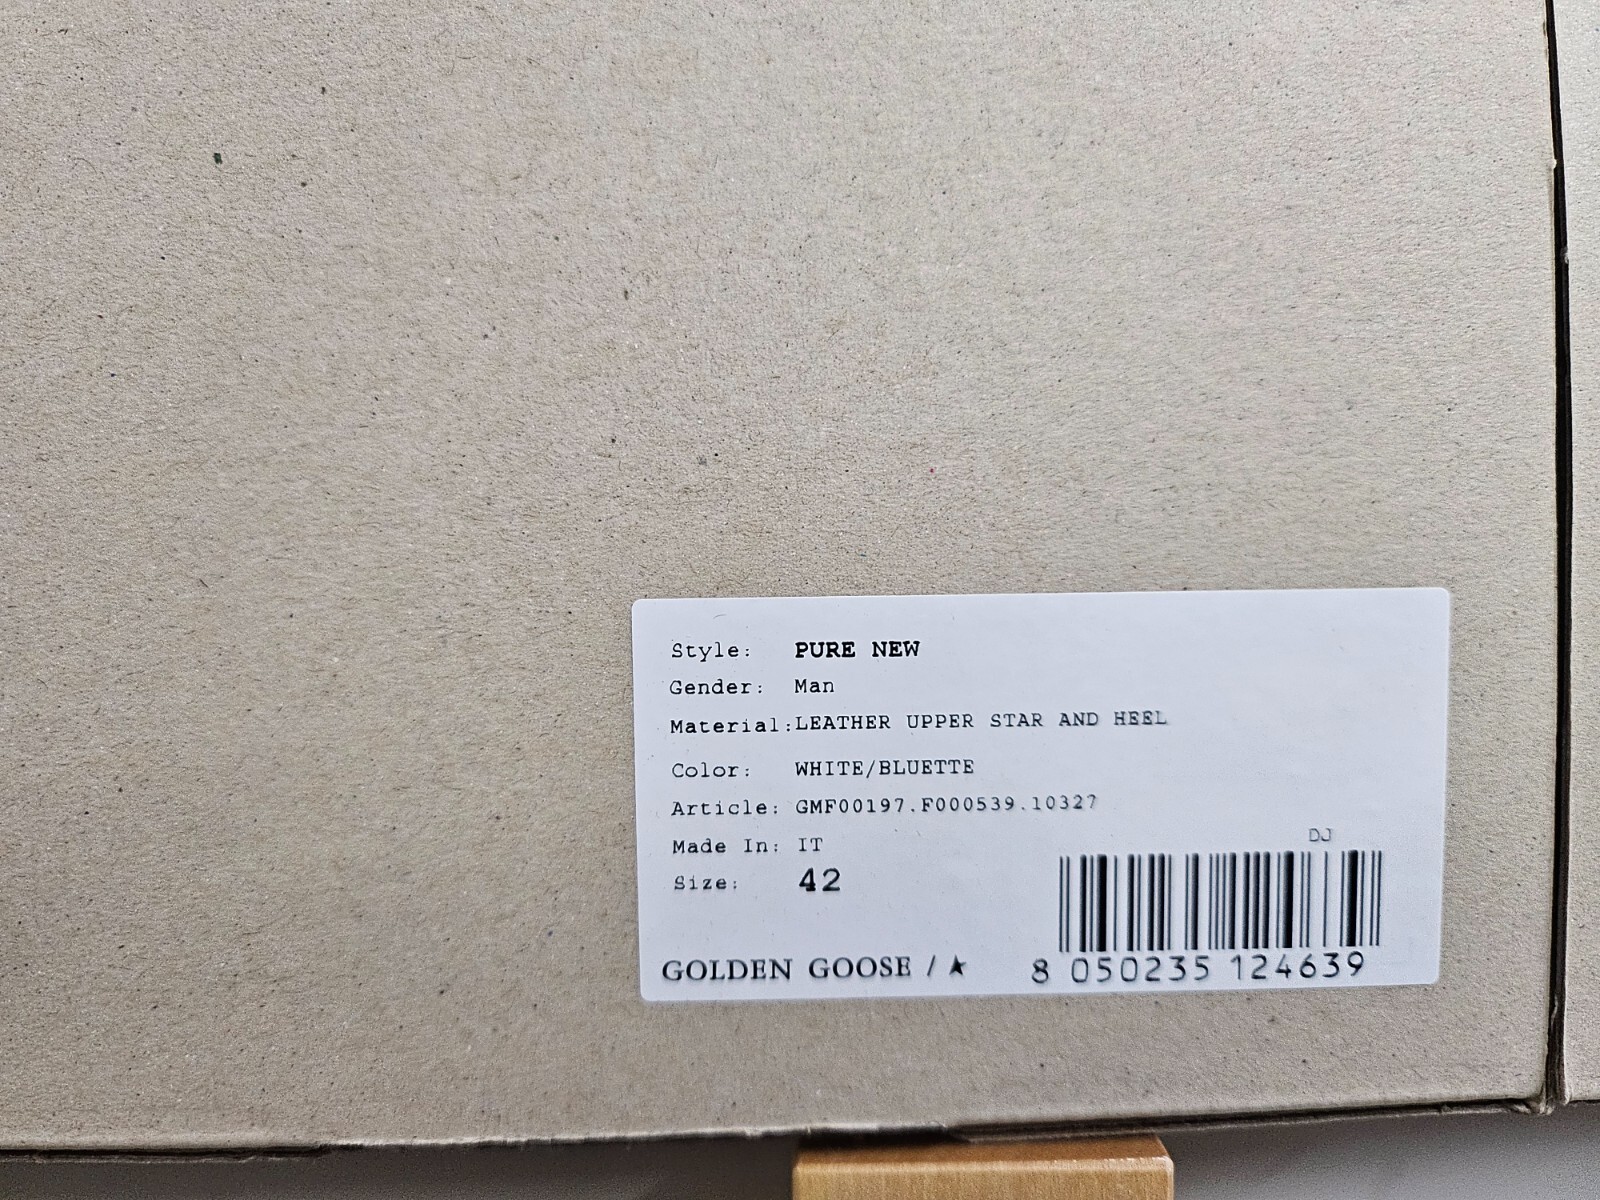 Style: PURE NEW
Gender: Man
Material:LEATHER UPPER STAR AND HEEL
Color: WHITE/BLUETTE
Article: GMF00197.F000539.10327
Made In: IT
DJ
Size: 42
GOLDEN GOOSE / ★
8 050235 124639